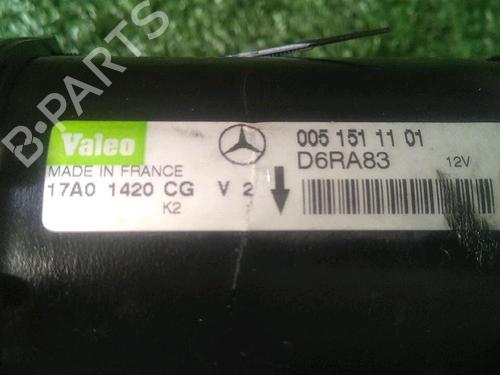 B-PARTS
Valeo
005 151 11 01
D6RA83
12V
MADE IN FRANCE
17A0 1420 CG V 2
K2